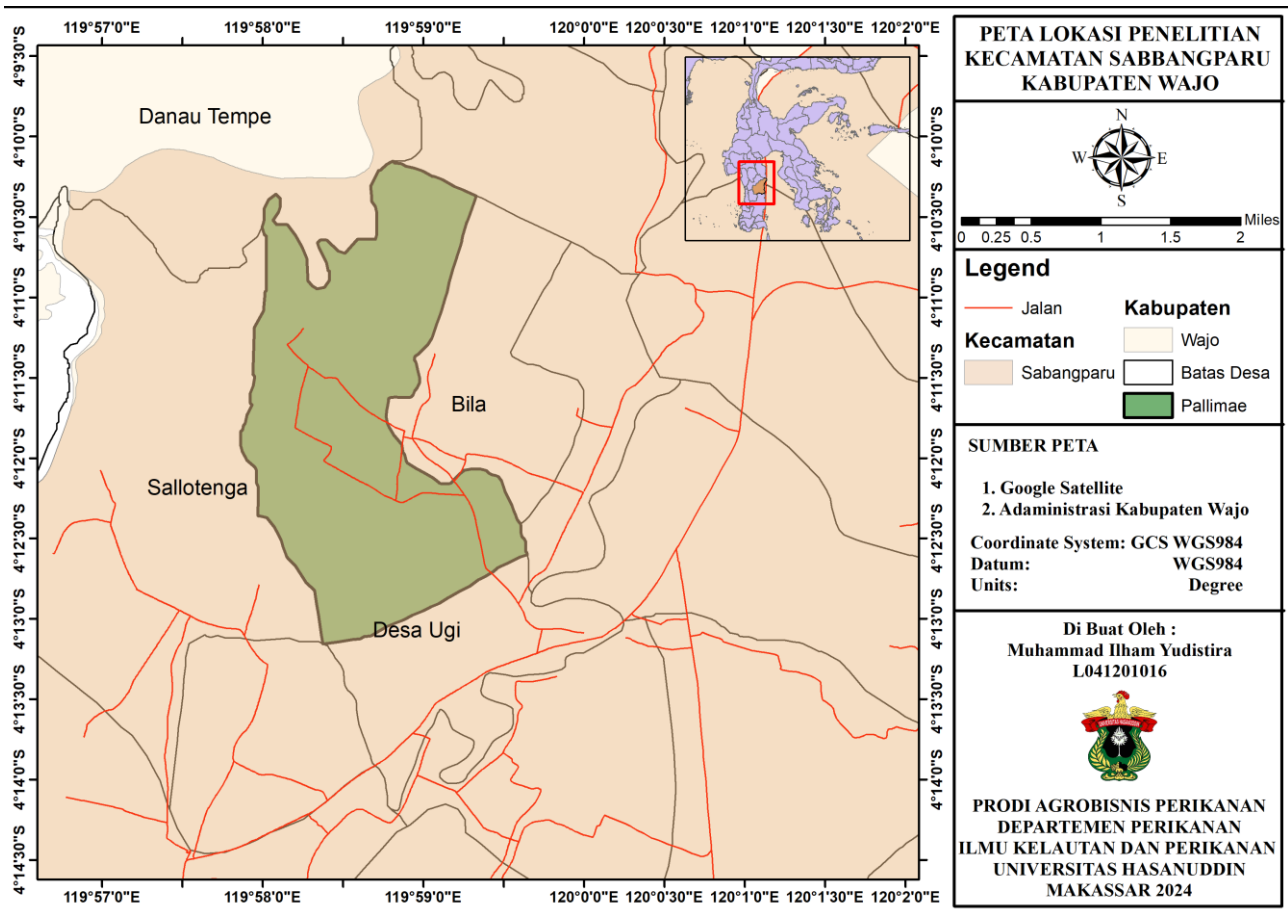 119°57'0"E 119°58'0"E 119°59'0"E 120°0'0"E 120°0'30"E 120°1'0"E 120°1'30"E 120°2'0"E
4°9'30"S
4°10'0"S
4°10'30"S
4°11'0"S
4°11'30"S
4°12'0"S
4°12'30"S
4°13'0"S
4°13'30"S
4°14'0"S
4°14'30"S
Danau Tempe
Bila
Sallotenga
Desa Ugi
4°9'30"S
4°10'0"S
4°10'30"S
4°11'0"S
4°11'30"S
4°12'0"S
4°12'30"S
4°13'0"S
4°13'30"S
4°14'0"S
4°14'30"S
119°57'0"E 119°58'0"E 119°59'0"E 120°0'0"E 120°0'30"E 120°1'0"E 120°1'30"E 120°2'0"E
PETA LOKASI PENELITIAN
KECAMATAN SABBANGPARU
KABUPATEN WAJO
N
W E
S
Miles
0 0.25 0.5 1 1.5 2
Legend
Jalan
Kecamatan
Sabangparu
Kabupaten
Wajo
Batas Desa
Pallimae
SUMBER PETA
1. Google Satellite
2. Adaministrasi Kabupaten Wajo
Coordinate System: GCS WGS984
Datum: WGS984
Units: Degree
Di Buat Oleh :
Muhammad Ilham Yudistira
L041201016
UNIVERSITAS HASANUDDIN
PRODI AGROBISNIS PERIKANAN
DEPARTEMEN PERIKANAN
ILMU KELAUTAN DAN PERIKANAN
UNIVERSITAS HASANUDDIN
MAKASSAR 2024